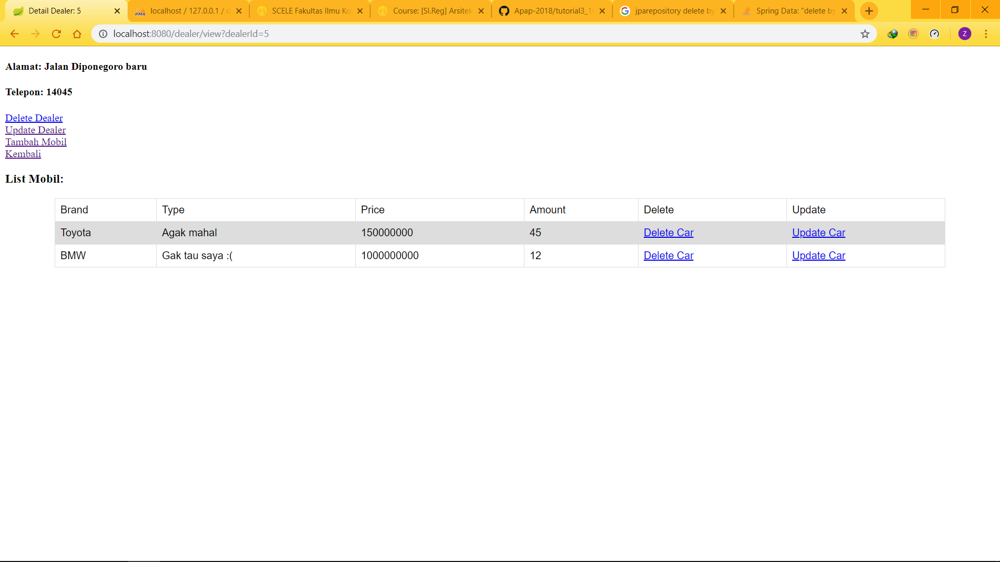 Detail Dealer: 5
localhost / 127.0.0.1 / d
SCELE Fakultas Ilmu Ko
Course: [SI.Reg] Arsitek
Apap-2018/tutorial3_1
jparepository delete by
Spring Data: "delete by
localhost:8080/dealer/view?dealerId=5
Z
Alamat: Jalan Diponegoro baru
Telepon: 14045
Delete Dealer
Update Dealer
Tambah Mobil
Kembali
List Mobil:
Brand Type Price Amount Delete Update
Toyota Agak mahal 150000000 45 Delete Car Update Car
BMW Gak tau saya :( 1000000000 12 Delete Car Update Car